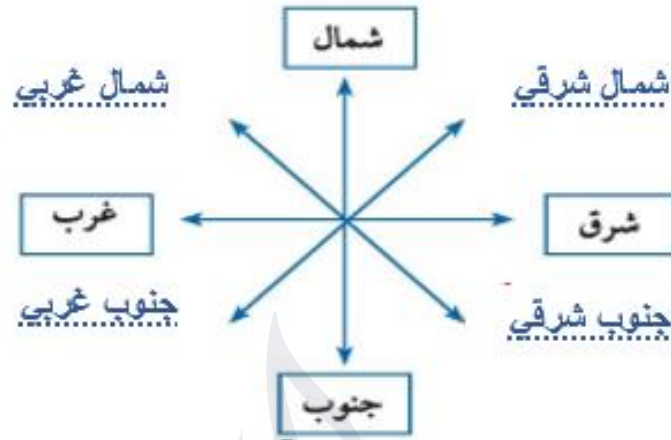 شمال
شمال شرقي
شمال غربي
شرق
غرب
جنوب شرقي
جنوب غربي
جنوب